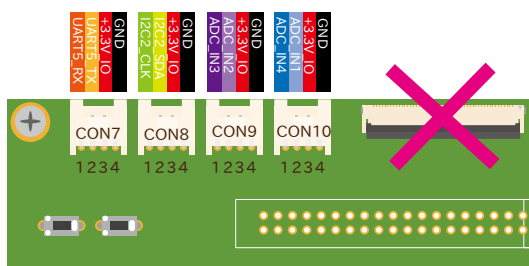 UART5_RX
UART5_TX
+3.3V_IO
GND
I2C2_CLK
I2C2_SDA
+3.3V_IO
GND
ADC_IN3
ADC_IN2
+3.3V_IO
GND
ADC_IN4
ADC_IN1
+3.3V_IO
GND
CON7 CON8 CON9 CON10
1234 1234 1234 1234